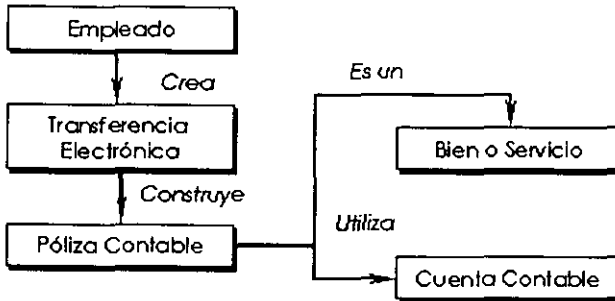 Empleado
Crea
Es un
Transferencia
Electrónica
Bien o Servicio
Construye
Utiliza
Póliza Contable
Cuenta Contable